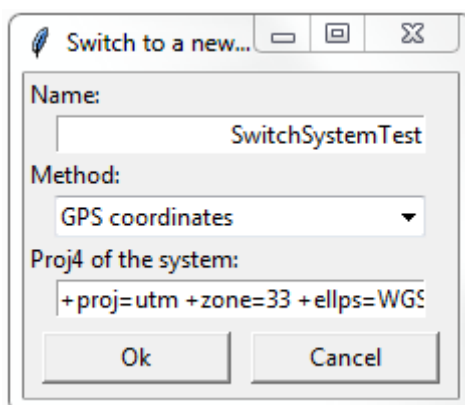 Switch to a new...
Name:
SwitchSystemTest
Method:
GPS coordinates
Proj4 of the system:
+proj=utm +zone=33 +ellps=WGS
Ok
Cancel